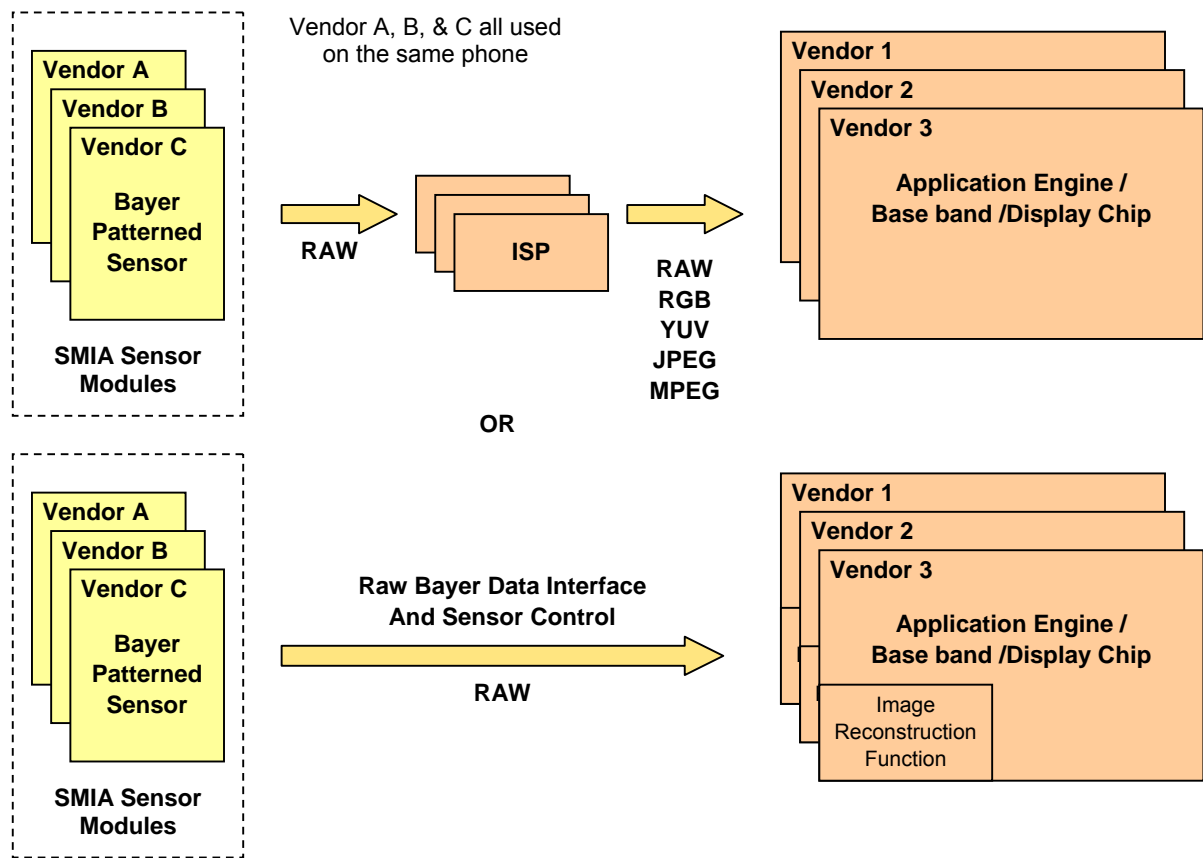 Vendor A, B, & C all used
on the same phone
Vendor A
Vendor B
Vendor C
Bayer
Patterned
Sensor
SMIA Sensor
Modules
RAW
ISP
RAW
RGB
YUV
JPEG
MPEG
Vendor 1
Vendor 2
Vendor 3
Application Engine /
Base band /Display Chip
OR
Vendor A
Vendor B
Vendor C
Bayer
Patterned
Sensor
SMIA Sensor
Modules
Raw Bayer Data Interface
And Sensor Control
RAW
Vendor 1
Vendor 2
Vendor 3
Application Engine /
Base band /Display Chip
Image
Reconstruction
Function